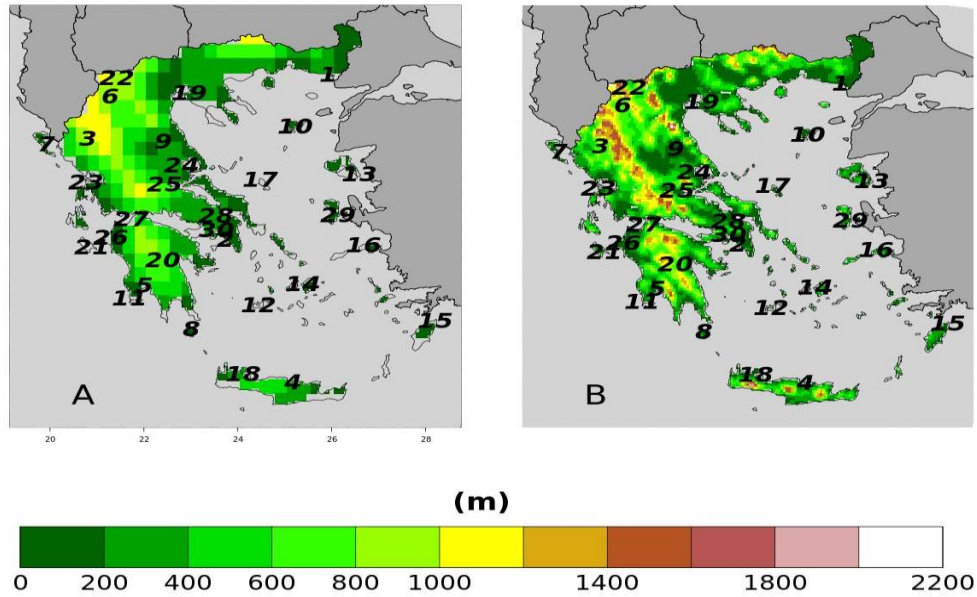 22 1 22 1
6 19 6 19
7 3 9 10 7 3 9 10
24 24
23 25 17 13 23 25 17 13
27 28 29 27 28 29
26 30 26 30
21 2 16 21 2 16
20 20
5 14 5 14
11 12 11 12
8 15 8 15
18 4 18 4
A B
20 22 24 26 28
(m)
0 200 400 600 800 1000 1400 1800 2200